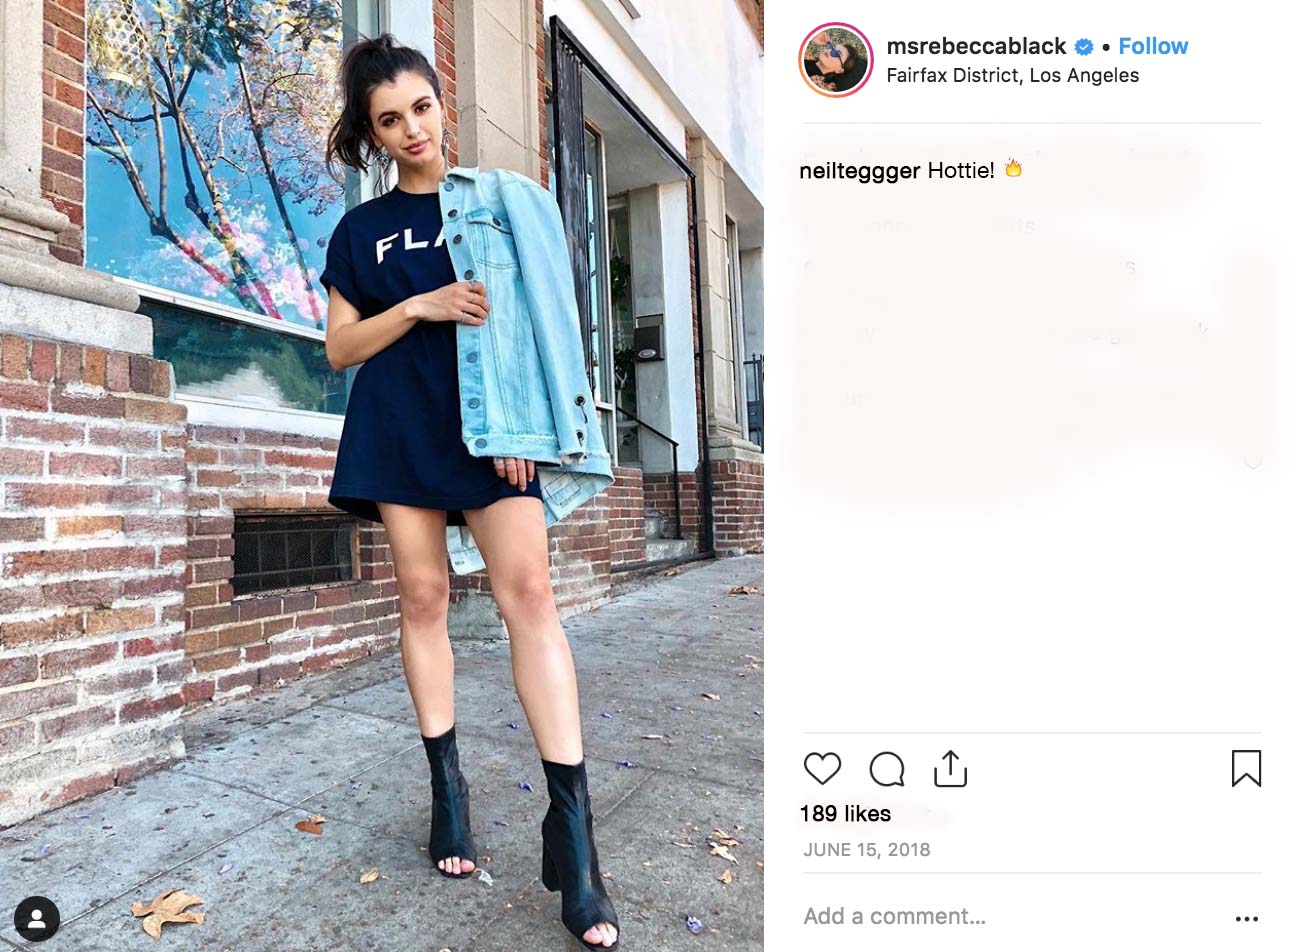 FLA
msrebeccablack • Follow
Fairfax District, Los Angeles
neilteggger Hottie! 🔥
189 likes
JUNE 15, 2018
Add a comment...